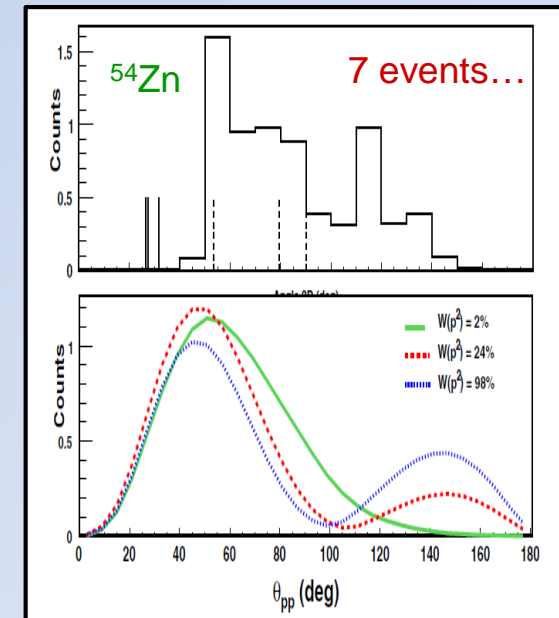 ⁵⁴Zn
7 events…
Counts
1.5
1
0.5
0
Counts
1
0.5
0
W(p²) = 2%
W(p²) = 24%
W(p²) = 98%
0 20 40 60 80 100 120 140 160 180
θpp (deg)